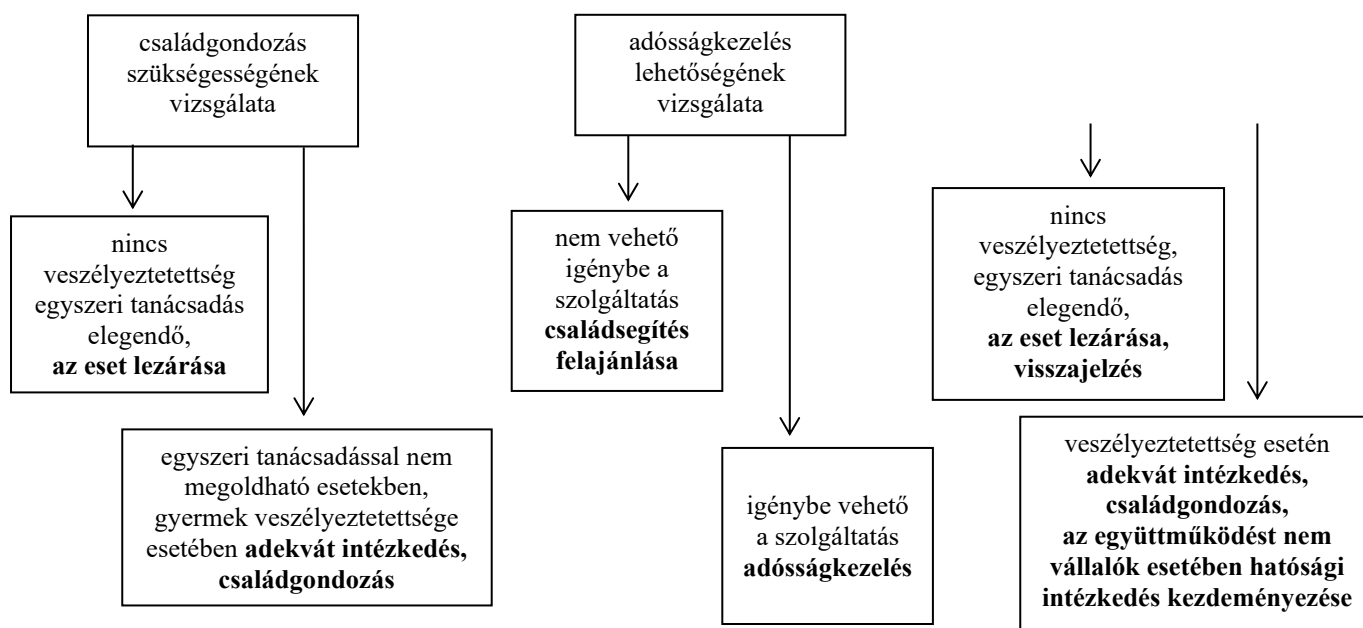 családgondozás
szükségességének
vizsgálata
adósságkezelés
lehetőségének
vizsgálata
nincs
veszélyeztetettség
egyszeri tanácsadás
elegendő,
az eset lezárása
nem vehető
igénybe a
szolgáltatás
családsegítés
felajánlása
nincs
veszélyeztetettség,
egyszeri tanácsadás
elegendő,
az eset lezárása,
visszajelzés
egyszeri tanácsadással nem
megoldható esetekben,
gyermek veszélyeztetettsége
esetében adekvát intézkedés,
családgondozás
igénybe vehető
a szolgáltatás
adósságkezelés
veszélyeztetettség esetén
adekvát intézkedés,
családgondozás,
az együttműködést nem
vállalók esetében hatósági
intézkedés kezdeményezése